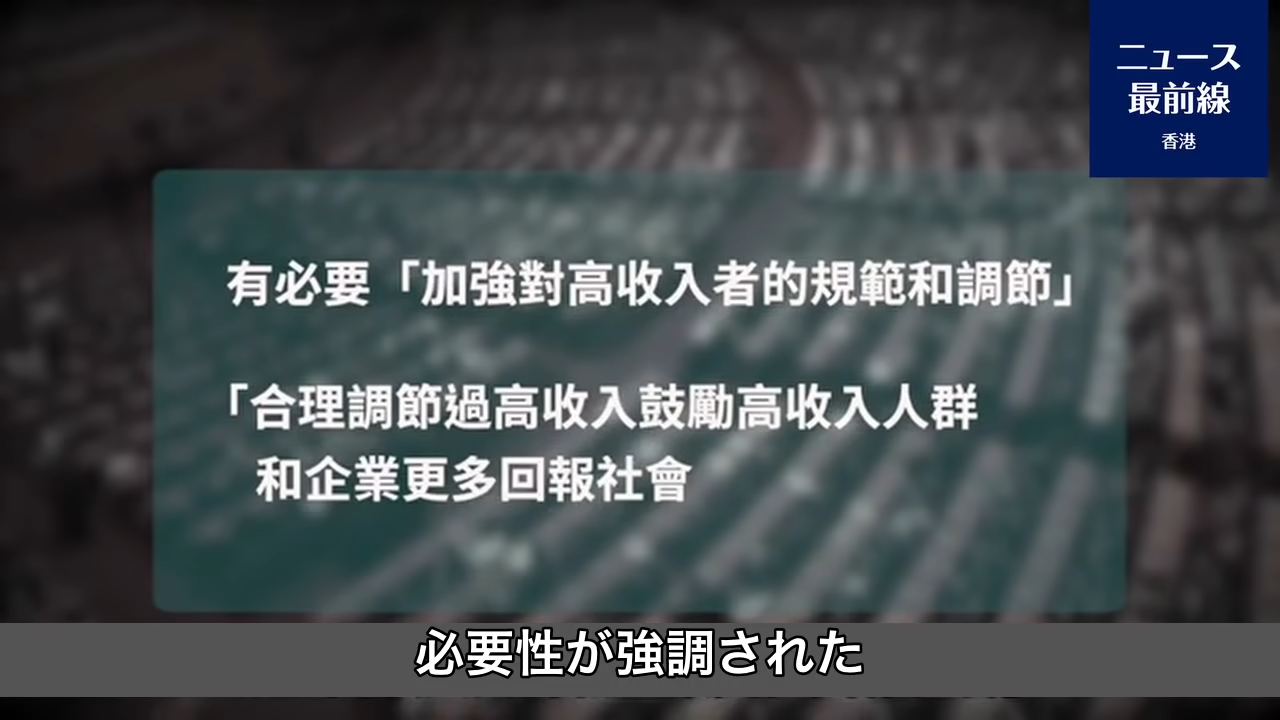 ニュース
最前線
香港
有必要「加強對高收入者的規範和調節」
「合理調節過高收入鼓勵高收入人群
和企業更多回報社會
必要性が強調された